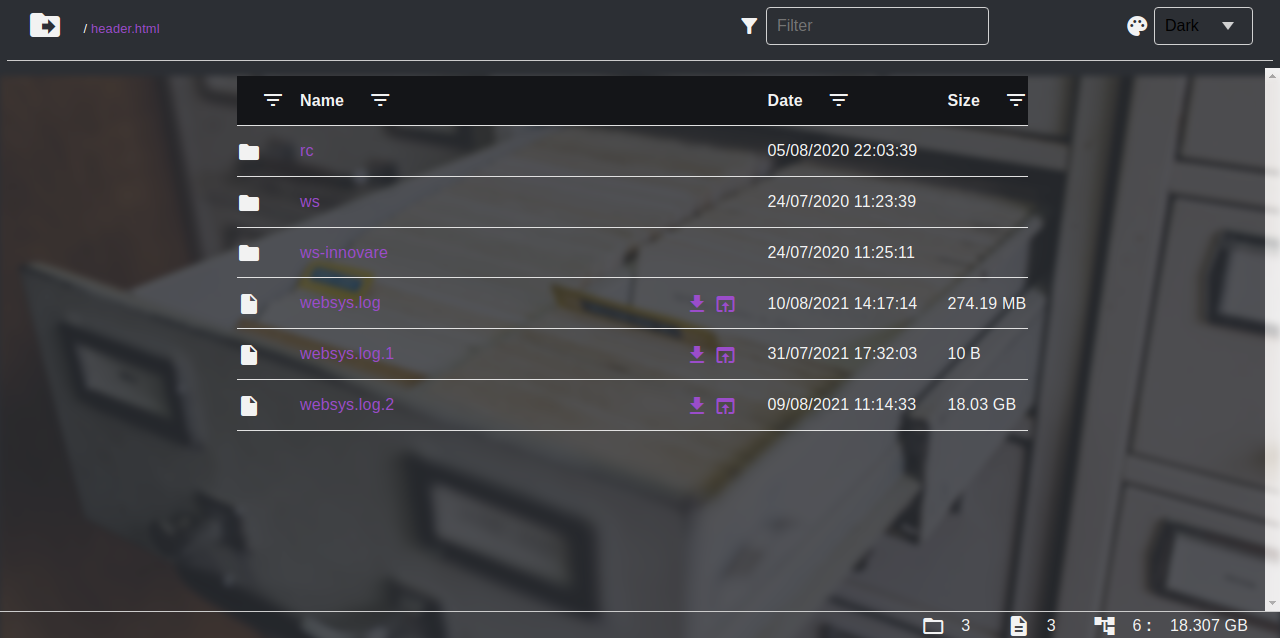 / header.html
Filter
Dark
Name Date Size
rc 05/08/2020 22:03:39
ws 24/07/2020 11:23:39
ws-innovare 24/07/2020 11:25:11
websys.log 10/08/2021 14:17:14 274.19 MB
websys.log.1 31/07/2021 17:32:03 10 B
websys.log.2 09/08/2021 11:14:33 18.03 GB
3 3 6 : 18.307 GB